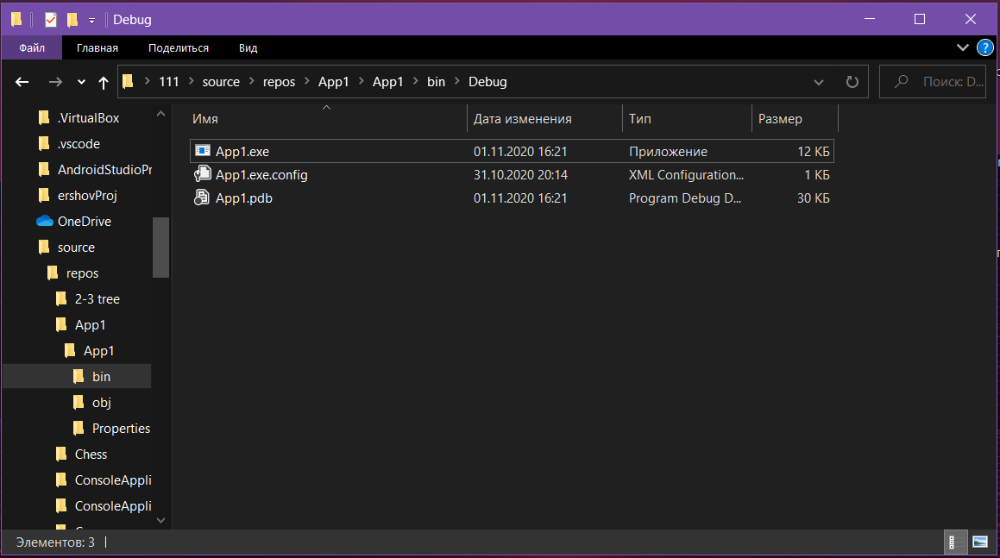 Debug
Файл Главная Поделиться Вид ?
111 source repos App1 App1 bin Debug Поиск: D...
Имя Дата изменения Тип Размер
App1.exe 01.11.2020 16:21 Приложение 12 КБ
App1.exe.config 31.10.2020 20:14 XML Configuration... 1 КБ
App1.pdb 01.11.2020 16:21 Program Debug D... 30 КБ
.VirtualBox
.vscode
AndroidStudioPr
ershovProj
OneDrive
source
repos
2-3 tree
App1
App1
bin
obj
Properties
Chess
ConsoleAppli
ConsoleAppli
Элементов: 3